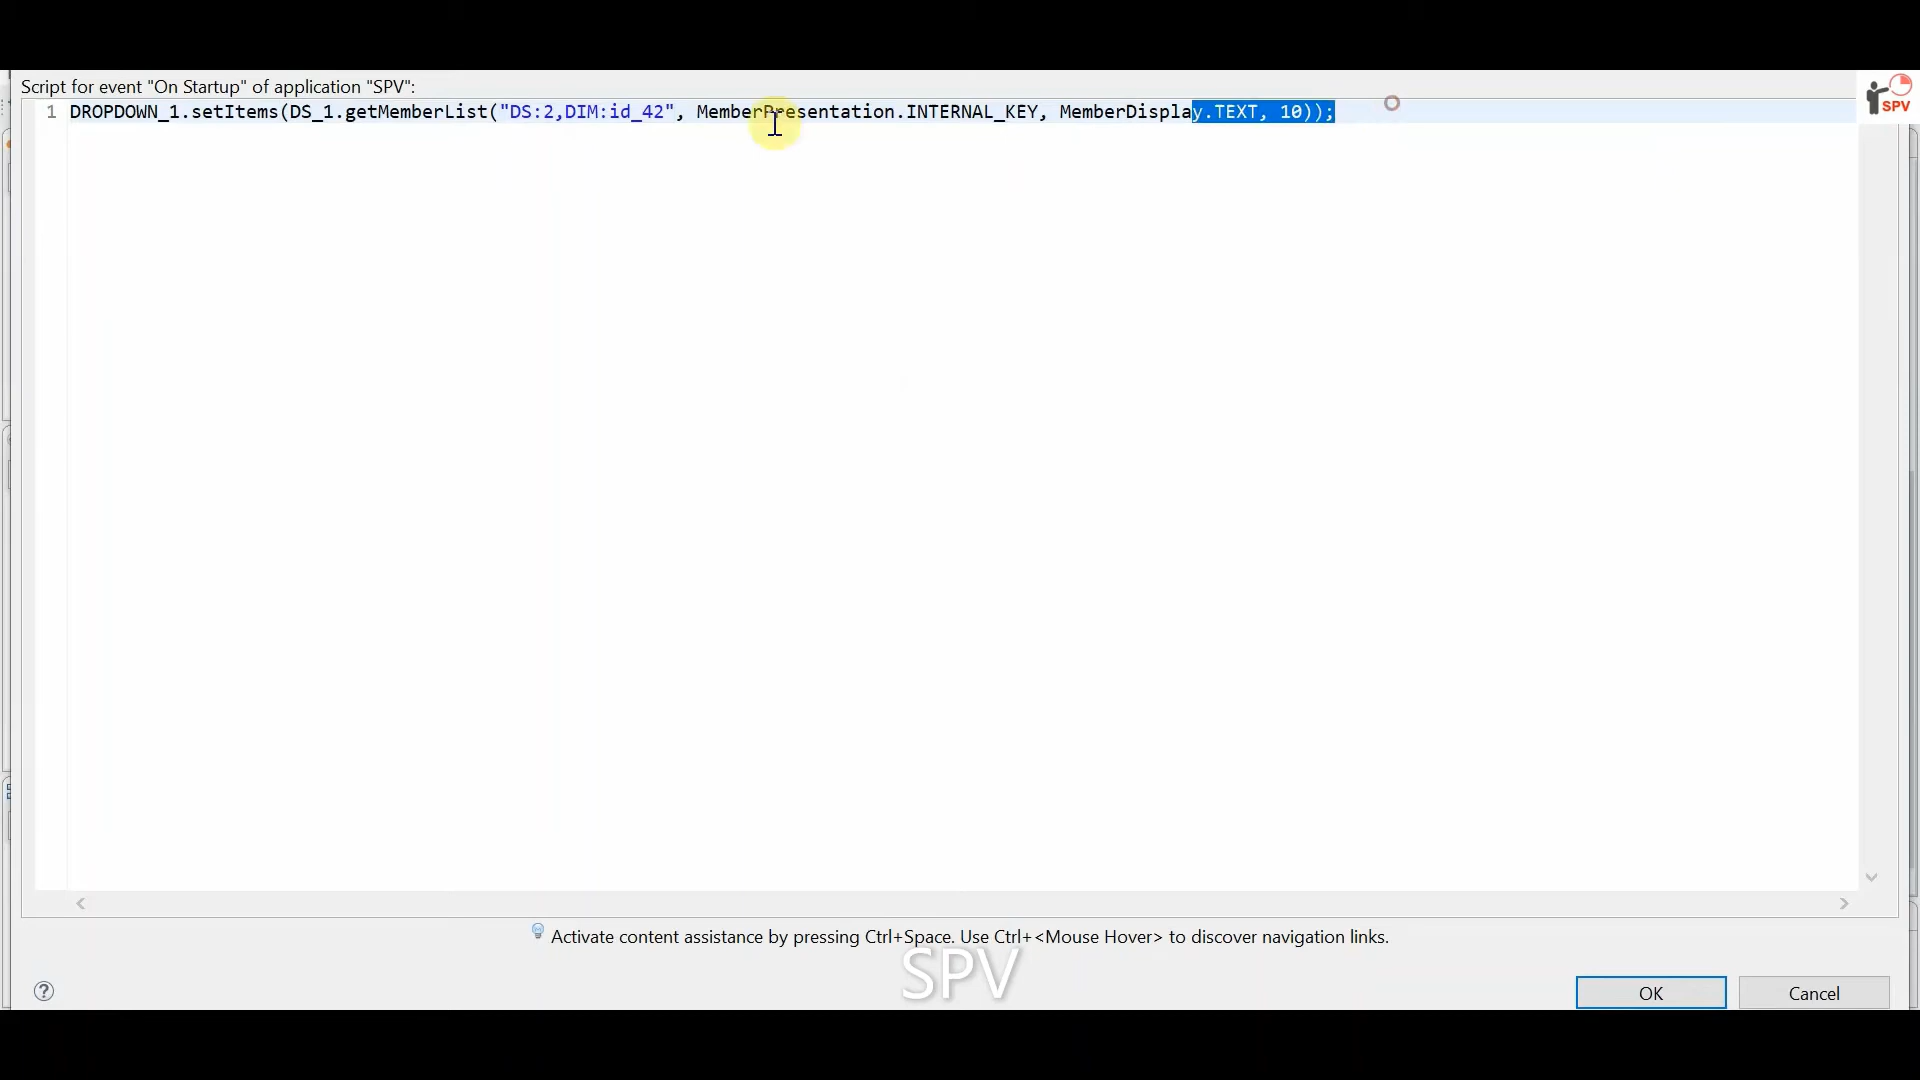 Script for event "On Startup" of application "SPV":
1 DROPDOWN_1.setItems(DS_1.getMemberList("DS:2,DIM:id_42", MemberPresentation.INTERNAL_KEY, MemberDisplay.TEXT, 10));
SPV
Activate content assistance by pressing Ctrl+Space. Use Ctrl+<Mouse Hover> to discover navigation links.
SPV
?
OK Cancel